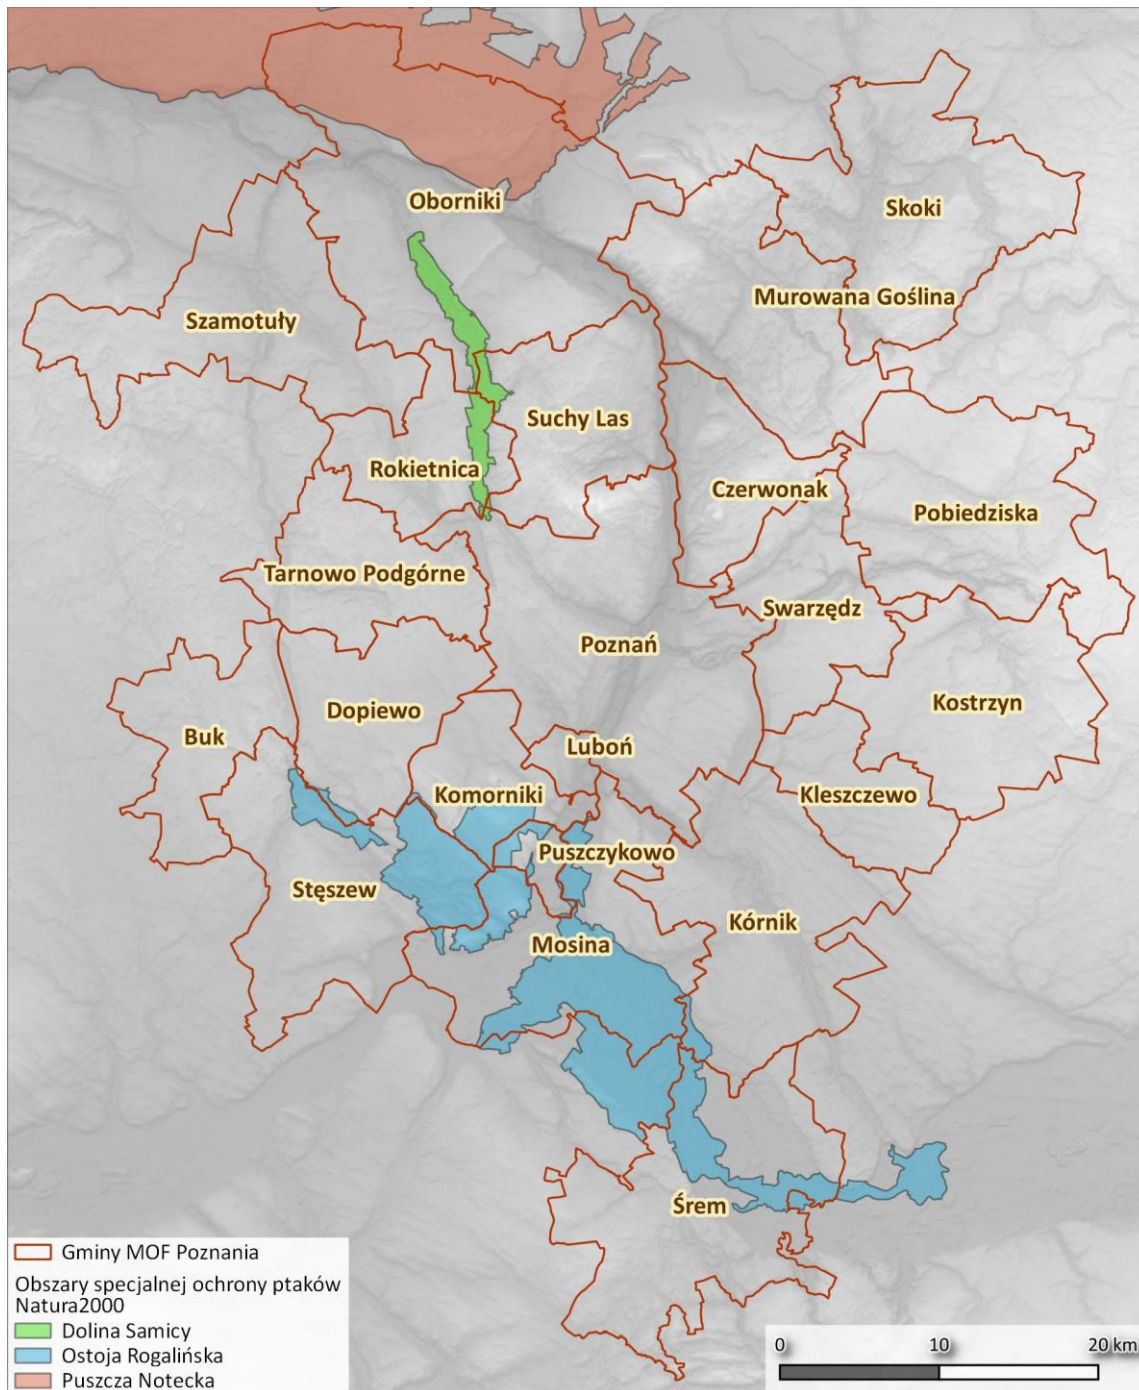 Oborniki
Skoki
Murowana Goślina
Szamotuły
Suchy Las
Rokietnica
Czerwonak
Pobiedziska
Tarnowo Podgórne
Swarzędz
Poznań
Dopiewo
Kostrzyn
Buk
Luboń
Komorniki
Kleszczewo
Puszczykowo
Stęszew
Kórnik
Mosina
Śrem
Gminy MOF Poznania
Obszary specjalnej ochrony ptaków
Natura2000
Dolina Samicy
Ostoja Rogalińska
Puszcza Notecka
0 10 20 km